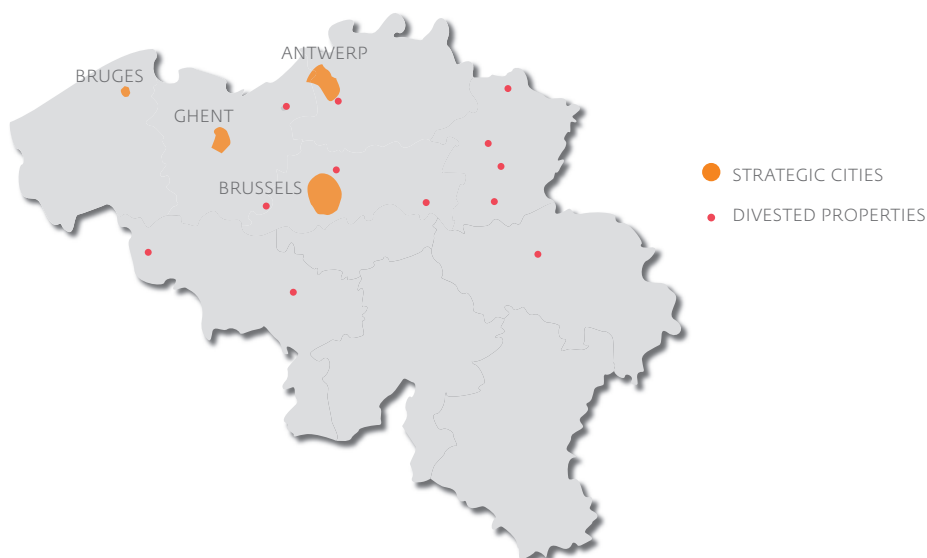 ANTWERP
BRUGES
GHENT
BRUSSELS
STRATEGIC CITIES
DIVESTED PROPERTIES